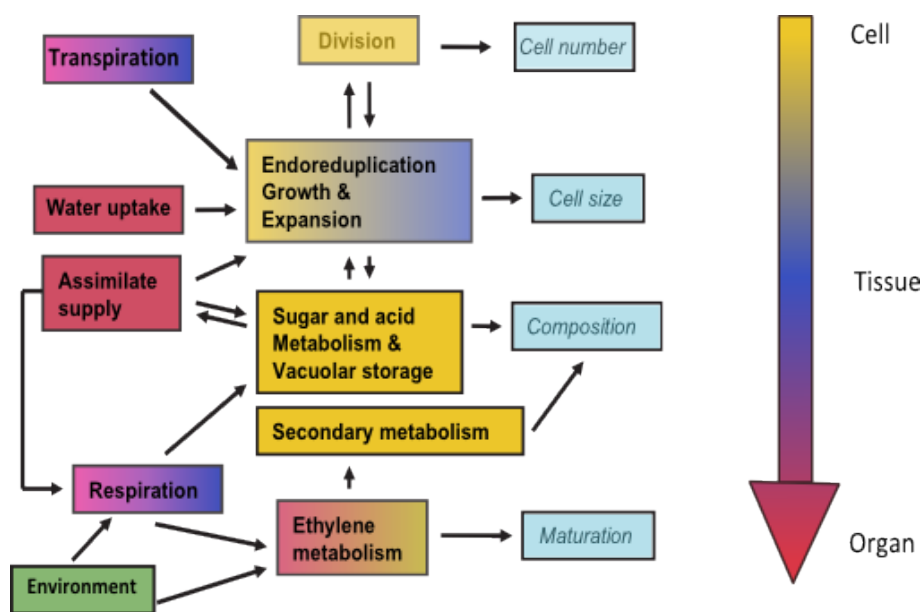 Division
Cell number
Cell
Transpiration
Endoreduplication
Growth &
Expansion
Water uptake
Cell size
Assimilate
supply
Tissue
Sugar and acid
Metabolism &
Vacuolar storage
Composition
Secondary metabolism
Respiration
Ethylene
metabolism
Maturation
Organ
Environment